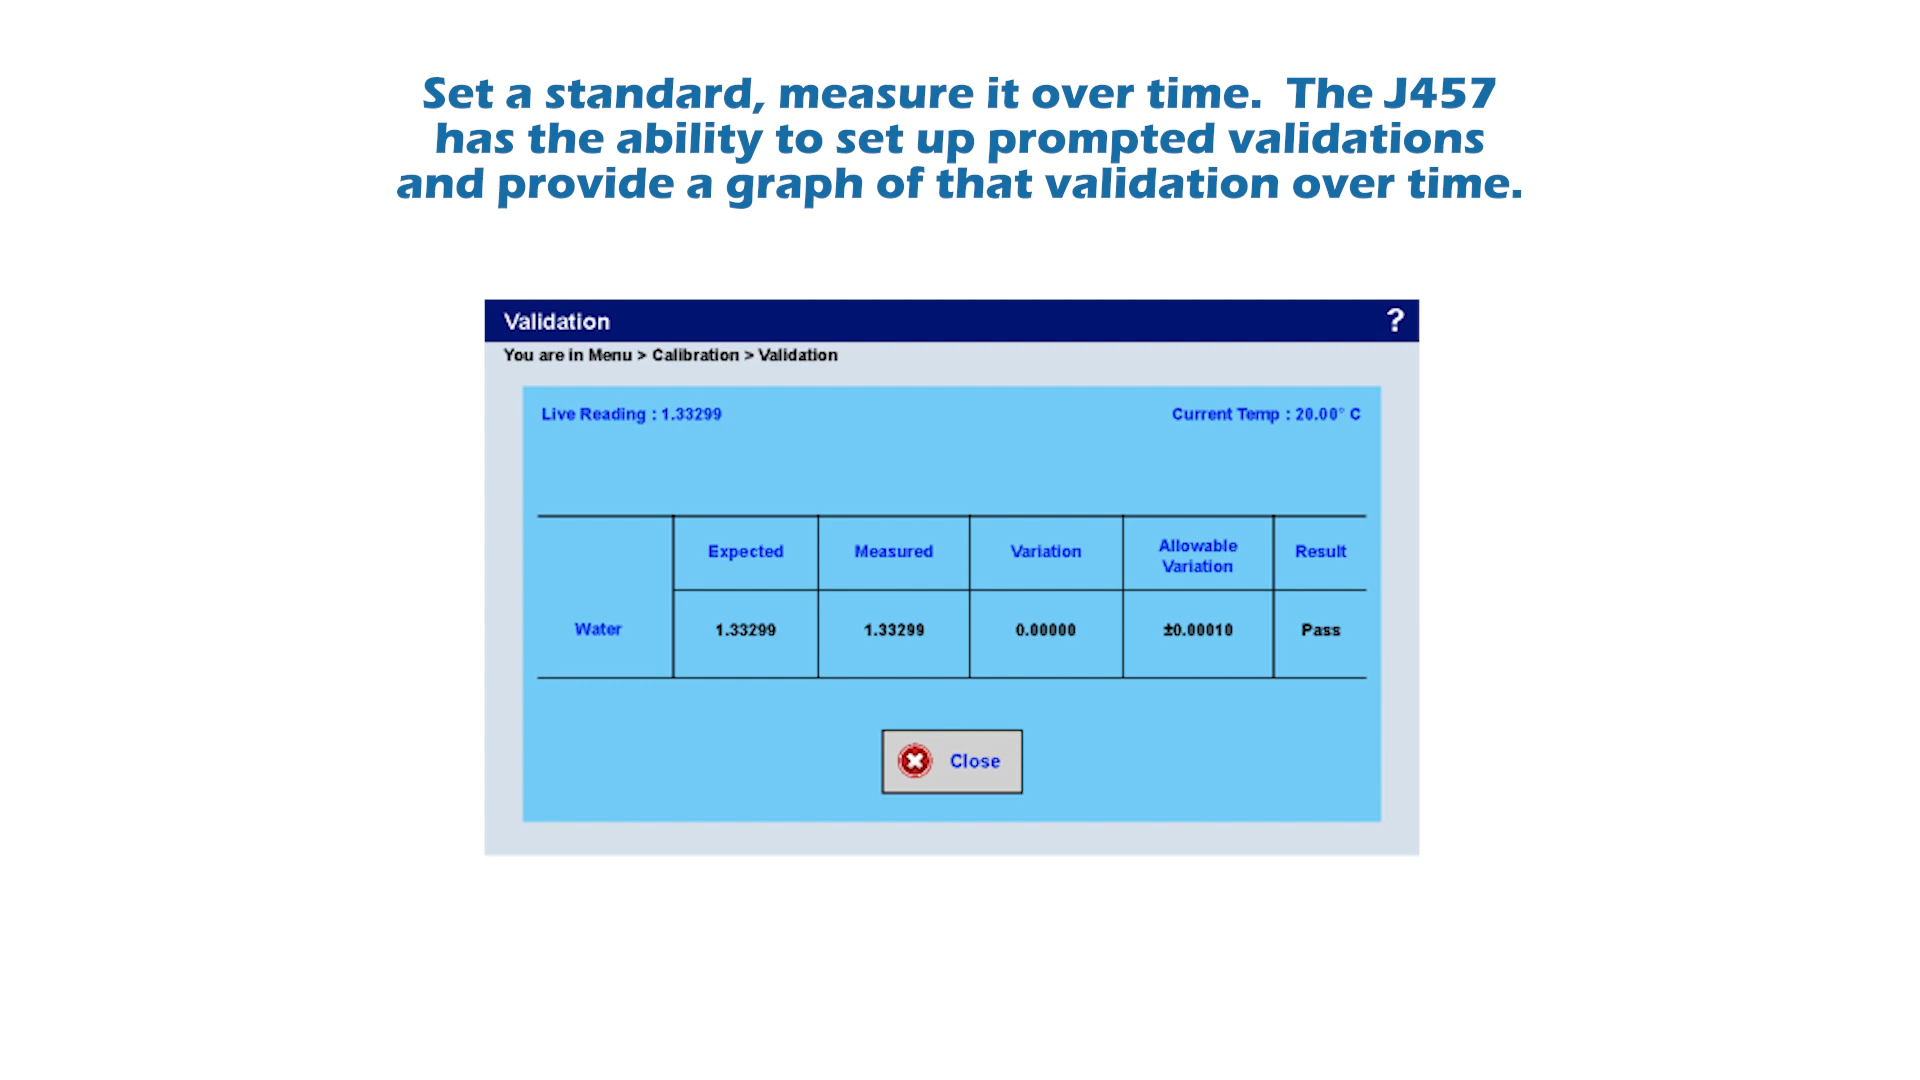 Set a standard, measure it over time.  The J457
has the ability to set up prompted validations
and provide a graph of that validation over time.
Validation ?
You are in Menu > Calibration > Validation
Live Reading : 1.33299 Current Temp : 20.00° C
Expected Measured Variation Allowable Variation Result
Water 1.33299 1.33299 0.00000 ±0.00010 Pass
Close